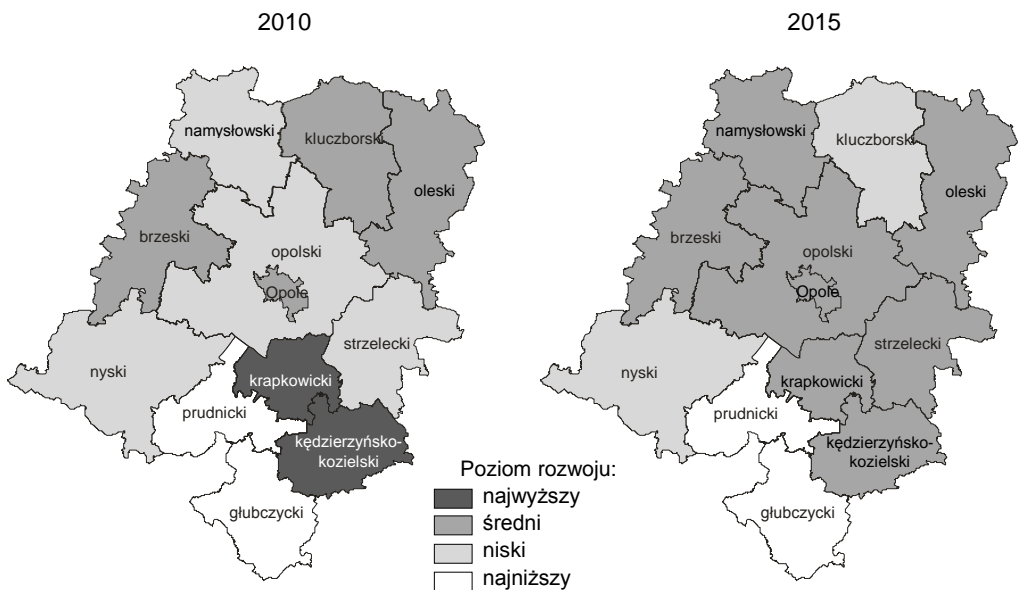 2010
namysłowski
kluczborski
oleski
brzeski
opolski
Opole
strzelecki
nyski
krapkowicki
prudnicki
kędzierzyńsko-
kozielski
głubczycki
Poziom rozwoju:
najwyższy
średni
niski
najniższy
2015
namysłowski
kluczborski
oleski
brzeski
opolski
Opole
strzelecki
nyski
krapkowicki
prudnicki
kędzierzyńsko-
kozielski
głubczycki